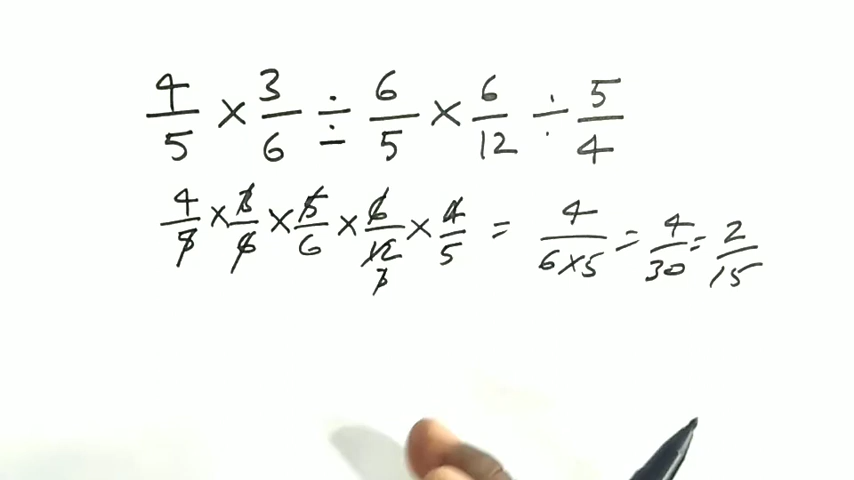 4/5 × 3/6 ÷ 6/5 × 6/12 ÷ 5/4
4/5 × 3/6 × 5/6 × 6/12 3 × 4/5 = 4/6×5 = 4/30 = 2/15